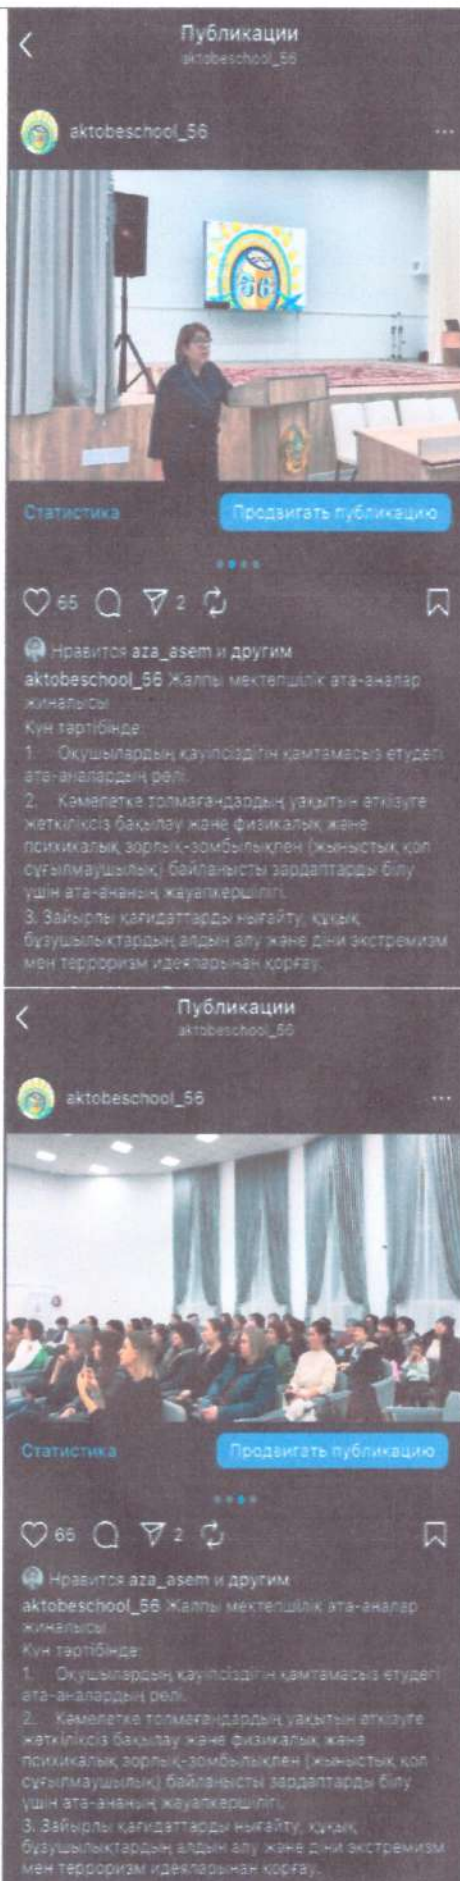 Публикации
aktobeschool_56
aktobeschool_56
56
Статистика
Продвигать публикацию
65
2
Нравится aza_asem и другим
aktobeschool_56 Жалпы мектепшілік ата-аналар
жиналысы
Күн тәртібінде:
1. Оқушылардың қауіпсіздігін қамтамасыз етудегі
ата-аналардың рөлі.
2. Кәмелетке толмағандардың уақытын өткізуге
жеткіліксіз бақылау және физикалық және
психикалық зорлық-зомбылықпен (жыныстық қол
сұғылмаушылық) байланысты зардаптарды білу
үшін ата-ананың жауапкершілігі.
3. Зайырлы қағидаттарды нығайту, құқық
бұзушылықтардың алдын алу және діни экстремизм
мен терроризм идеяларынан қорғау.
Публикации
aktobeschool_56
aktobeschool_56
Статистика
Продвигать публикацию
65
2
Нравится aza_asem и другим
aktobeschool_56 Жалпы мектепшілік ата-аналар
жиналысы
Күн тәртібінде:
1. Оқушылардың қауіпсіздігін қамтамасыз етудегі
ата-аналардың рөлі.
2. Кәмелетке толмағандардың уақытын өткізуге
жеткіліксіз бақылау және физикалық және
психикалық зорлық-зомбылықпен (жыныстық қол
сұғылмаушылық) байланысты зардаптарды білу
үшін ата-ананың жауапкершілігі.
3. Зайырлы қағидаттарды нығайту, құқық
бұзушылықтардың алдын алу және діни экстремизм
мен терроризм идеяларынан қорғау.